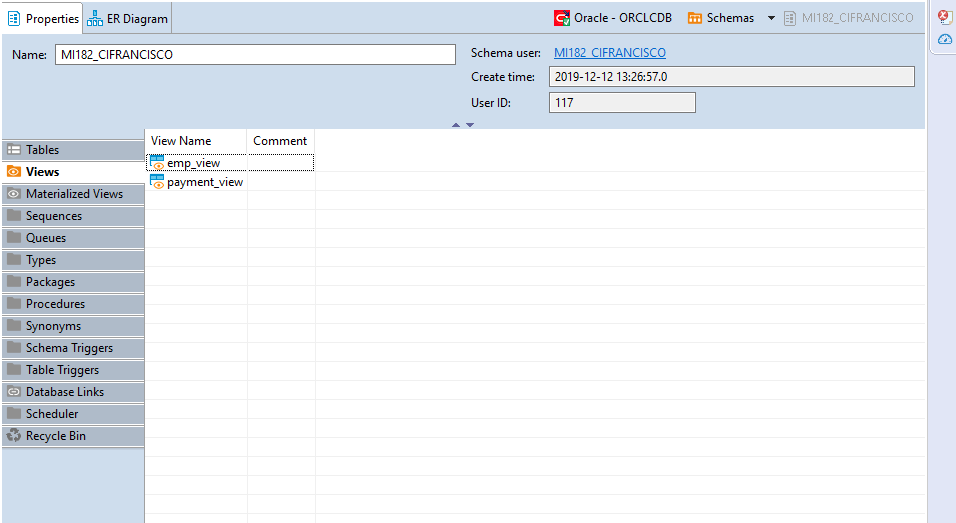 Properties ER Diagram Oracle - ORCLCDB Schemas MI182_CIFRANCISCO
Name: MI182_CIFRANCISCO
Schema user: MI182_CIFRANCISCO
Create time: 2019-12-12 13:26:57.0
User ID: 117
View Name Comment
emp_view
payment_view
Tables
Views
Materialized Views
Sequences
Queues
Types
Packages
Procedures
Synonyms
Schema Triggers
Table Triggers
Database Links
Scheduler
Recycle Bin